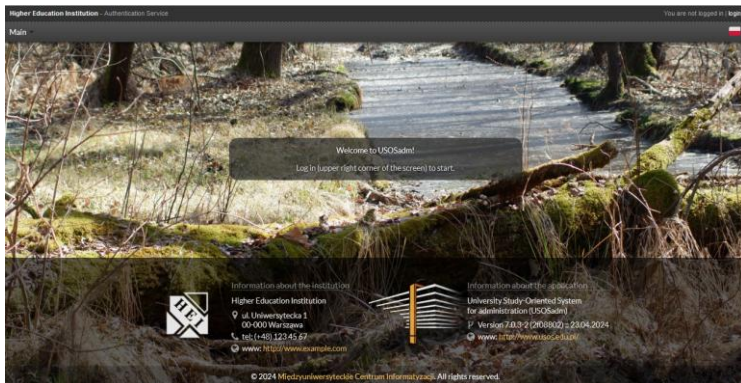 Higher Education Institution - Authentication Service
You are not logged in | login
Main
Welcome to USOSadm!
Log in (upper right corner of the screen) to start.
Information about the institution
Higher Education Institution
ul. Uniwersytecka 1
00-000 Warszawa
tel: (+48) 123 45 67
www: http://www.example.com
HEI
Information about the application
University Study-Oriented System
for administration (USOSadm)
Version 7.0.3-2 (2f08802) :: 23.04.2024
www: http://www.usos.edu.pl/
© 2024 Międzyuniwersyteckie Centrum Informatyzacji. All rights reserved.